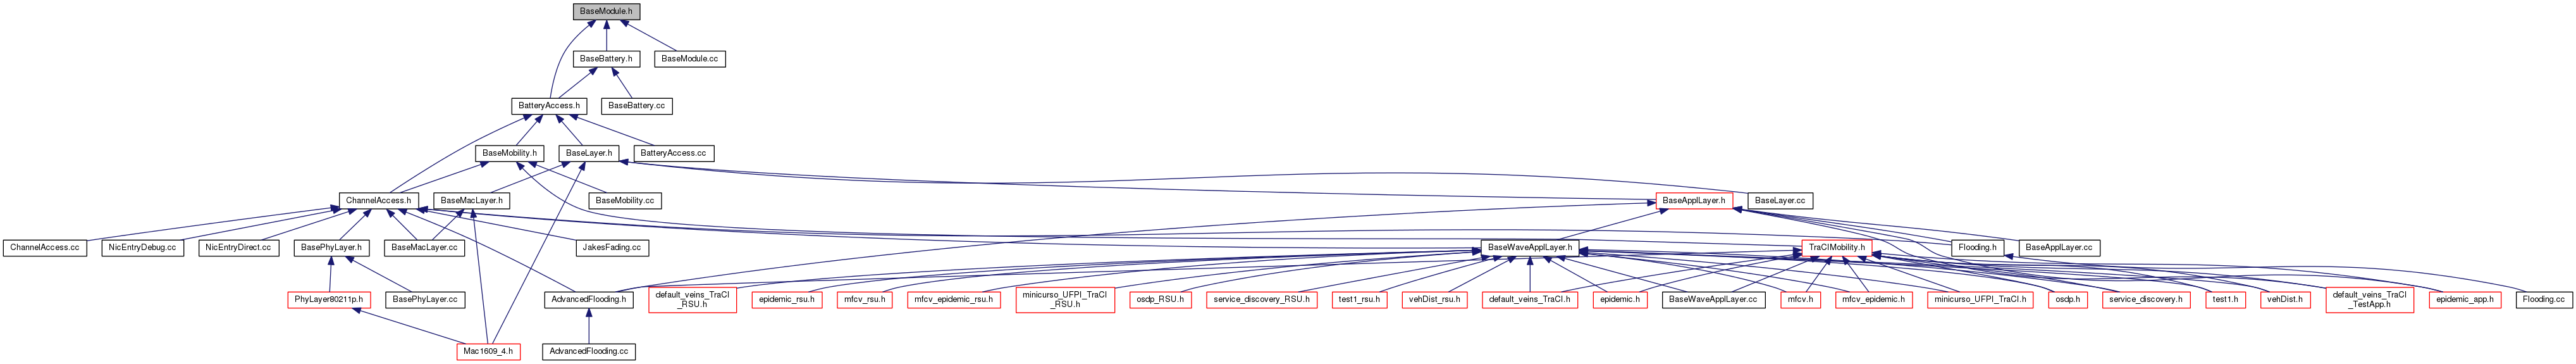 BaseModule.h
BaseBattery.h
BaseModule.cc
BatteryAccess.h
BaseBattery.cc
BaseMobility.h
BaseLayer.h
BatteryAccess.cc
ChannelAccess.h
BaseMacLayer.h
BaseMobility.cc
BaseApplLayer.h
BaseLayer.cc
ChannelAccess.cc
NicEntryDebug.cc
NicEntryDirect.cc
BasePhyLayer.h
BaseMacLayer.cc
JakesFading.cc
BaseWaveApplLayer.h
TraCIMobility.h
Flooding.h
BaseApplLayer.cc
PhyLayer80211p.h
BasePhyLayer.cc
AdvancedFlooding.h
default_veins_TraCI
_RSU.h
epidemic_rsu.h
mfcv_rsu.h
mfcv_epidemic_rsu.h
minicurso_UFPI_TraCI
_RSU.h
osdp_RSU.h
service_discovery_RSU.h
test1_rsu.h
vehDist_rsu.h
default_veins_TraCI.h
epidemic.h
BaseWaveApplLayer.cc
mfcv.h
mfcv_epidemic.h
minicurso_UFPI_TraCI.h
osdp.h
service_discovery.h
test1.h
vehDist.h
default_veins_TraCI
_TestApp.h
epidemic_app.h
Flooding.cc
Mac1609_4.h
AdvancedFlooding.cc